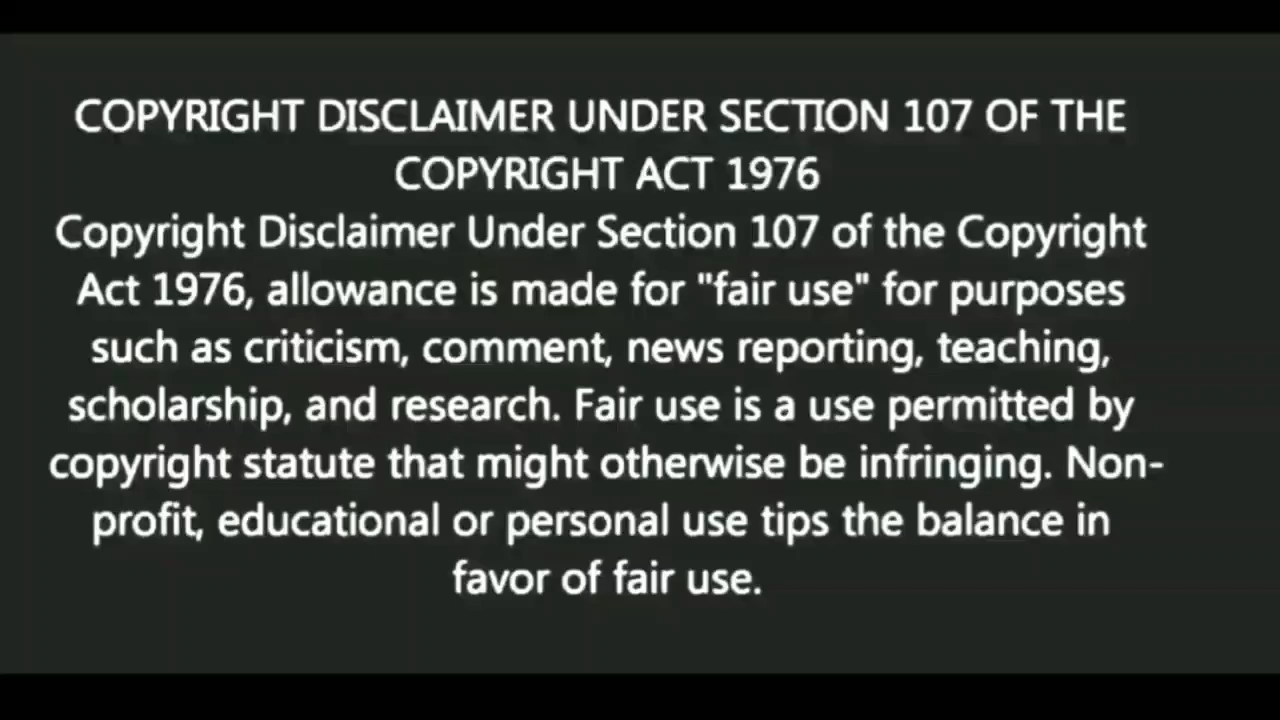 COPYRIGHT DISCLAIMER UNDER SECTION 107 OF THE
COPYRIGHT ACT 1976
Copyright Disclaimer Under Section 107 of the Copyright
Act 1976, allowance is made for "fair use" for purposes
such as criticism, comment, news reporting, teaching,
scholarship, and research. Fair use is a use permitted by
copyright statute that might otherwise be infringing. Non-
profit, educational or personal use tips the balance in
favor of fair use.